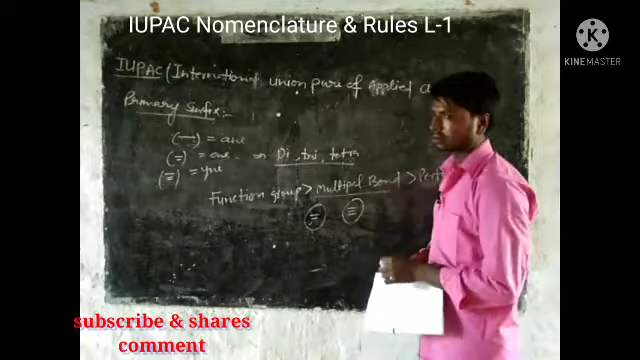 IUPAC Nomenclature & Rules L-1
KINEMASTER
IUPAC (International union pure of Applied
Primary Suffix:-
(—) = ane
(=) = ene Di, tri, tetra
(≡) = yne
Function group > Multipal Bond >
(=) (≡)
subscribe & shares
comment